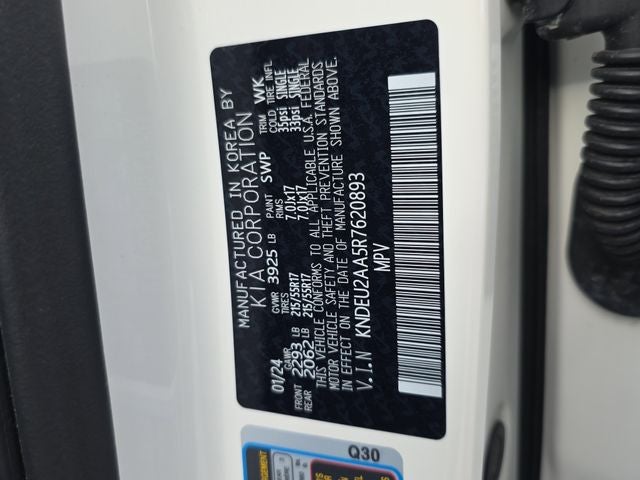 MANUFACTURED IN KOREA BY
KIA CORPORATION
01/24 GVWR 3925 LB PAINT SWP TRIM WK
GAWR TIRES RIMS COLD TIRE INFL
FRONT 2293 LB 215/55R17 7.0Jx17 35psi SINGLE
REAR 2062 LB 215/55R17 7.0Jx17 33psi SINGLE
THIS VEHICLE CONFORMS TO ALL APPLICABLE U.S.A. FEDERAL
MOTOR VEHICLE SAFETY AND THEFT PREVENTION STANDARDS
IN EFFECT ON THE DATE OF MANUFACTURE SHOWN ABOVE.
V.I.N KNDEU2AA5R7620893
MPV
Q30